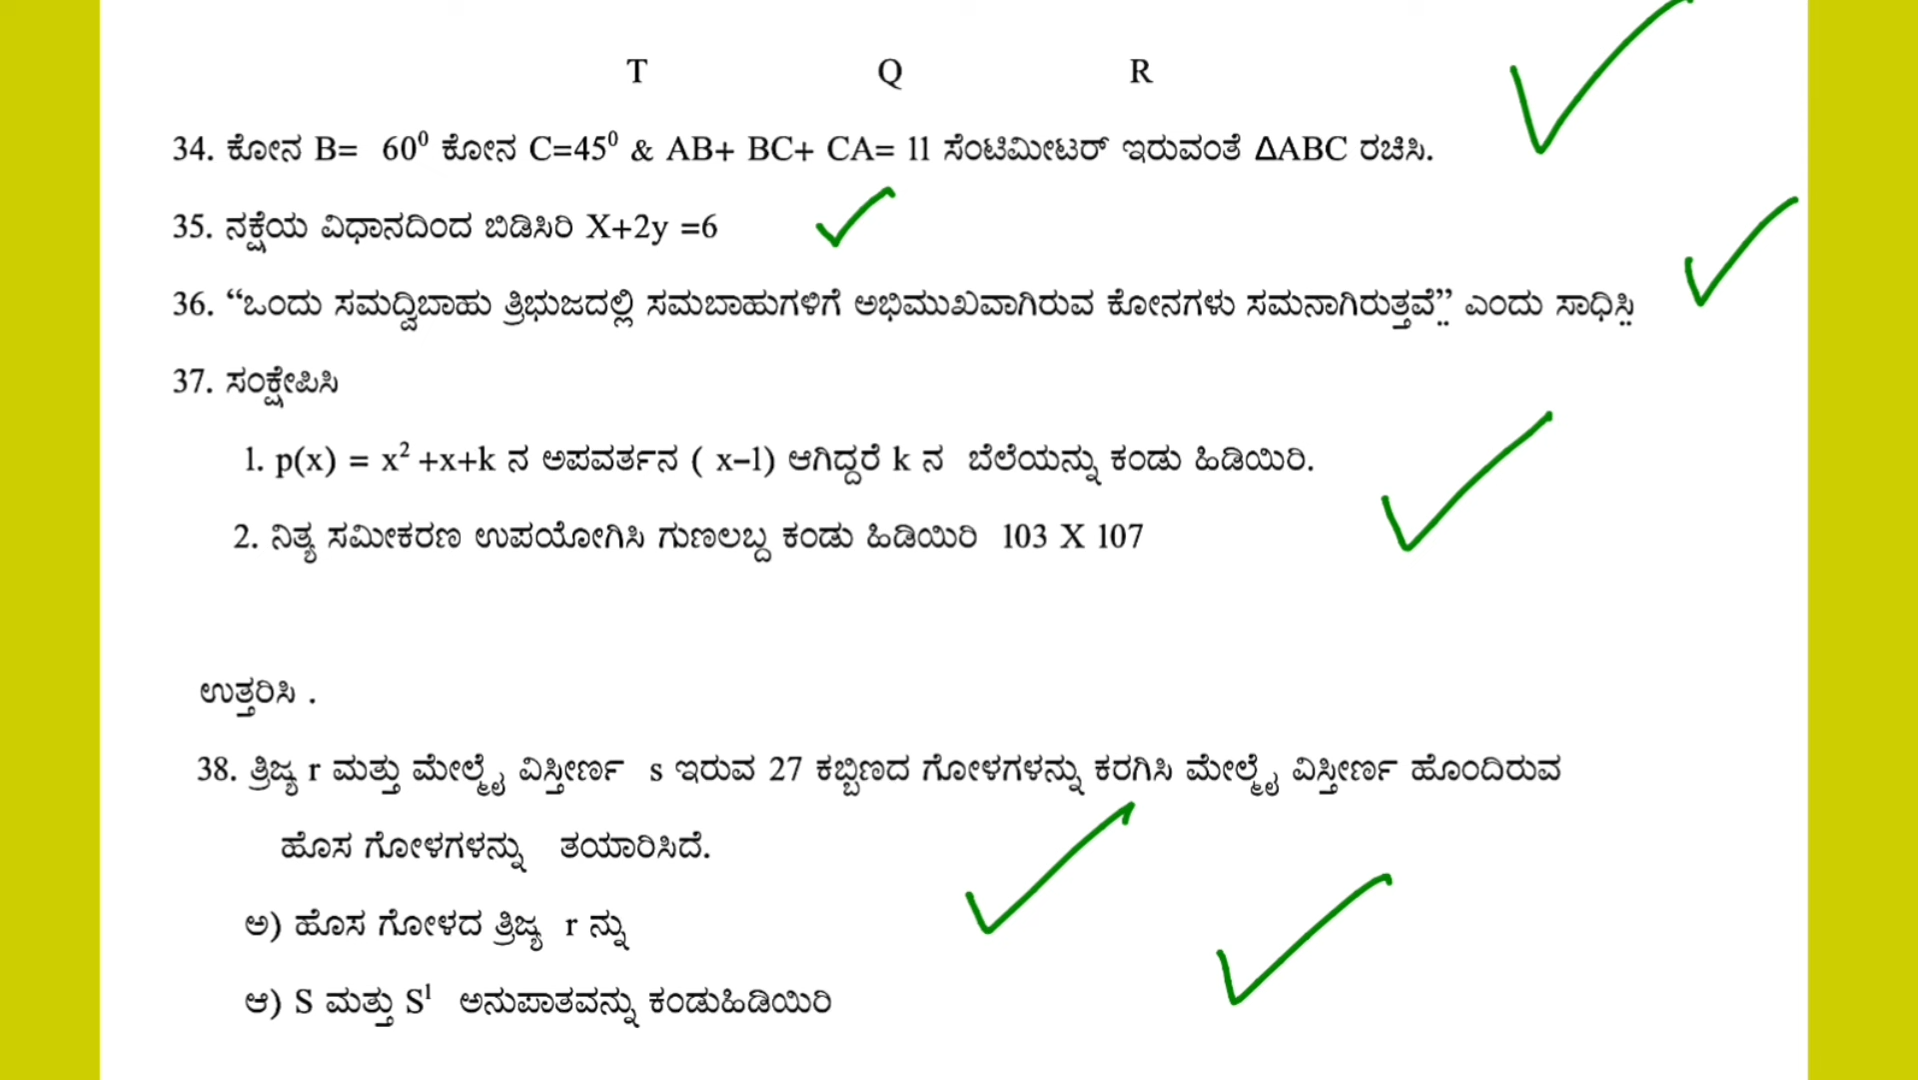 T Q R
34. ಕೋನ B= 60⁰ ಕೋನ C=45⁰ & AB+ BC+ CA= 11 ಸೆಂಟಿಮೀಟರ್ ಇರುವಂತೆ ΔABC ರಚಿಸಿ.
35. ನಕ್ಷೆಯ ವಿಧಾನದಿಂದ ಬಿಡಿಸಿರಿ X+2y =6
36. “ಒಂದು ಸಮದ್ವಿಬಾಹು ತ್ರಿಭುಜದಲ್ಲಿ ಸಮಬಾಹುಗಳಿಗೆ ಅಭಿಮುಖವಾಗಿರುವ ಕೋನಗಳು ಸಮನಾಗಿರುತ್ತವೆ” ಎಂದು ಸಾಧಿಸಿ
37. ಸಂಕ್ಷೇಪಿಸಿ
1. p(x) = x² +x+k ನ ಅಪವರ್ತನ ( x–1) ಆಗಿದ್ದರೆ k ನ ಬೆಲೆಯನ್ನು ಕಂಡು ಹಿಡಿಯಿರಿ.
2. ನಿತ್ಯ ಸಮೀಕರಣ ಉಪಯೋಗಿಸಿ ಗುಣಲಬ್ದ ಕಂಡು ಹಿಡಿಯಿರಿ 103 X 107
ಉತ್ತರಿಸಿ .
38. ತ್ರಿಜ್ಯ r ಮತ್ತು ಮೇಲ್ಮೈ ವಿಸ್ತೀರ್ಣ s ಇರುವ 27 ಕಬ್ಬಿಣದ ಗೋಳಗಳನ್ನು ಕರಗಿಸಿ ಮೇಲ್ಮೈ ವಿಸ್ತೀರ್ಣ ಹೊಂದಿರುವ
ಹೊಸ ಗೋಳಗಳನ್ನು ತಯಾರಿಸಿದೆ.
ಅ) ಹೊಸ ಗೋಳದ ತ್ರಿಜ್ಯ r ನ್ನು
ಆ) S ಮತ್ತು S¹ ಅನುಪಾತವನ್ನು ಕಂಡುಹಿಡಿಯಿರಿ